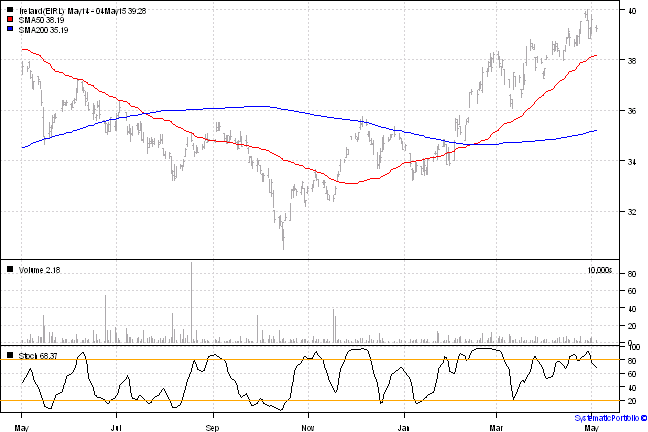 Ireland(EIRL) May14 - 04May15 39.28
SMA50 38.19
SMA200 35.19
40
38
36
34
32
Volume 2.18
10,000s
80
60
40
20
0
Stoch 68.37
100
80
60
40
20
May Jul Sep Nov Jan Mar May
SystematicPortfolio ©